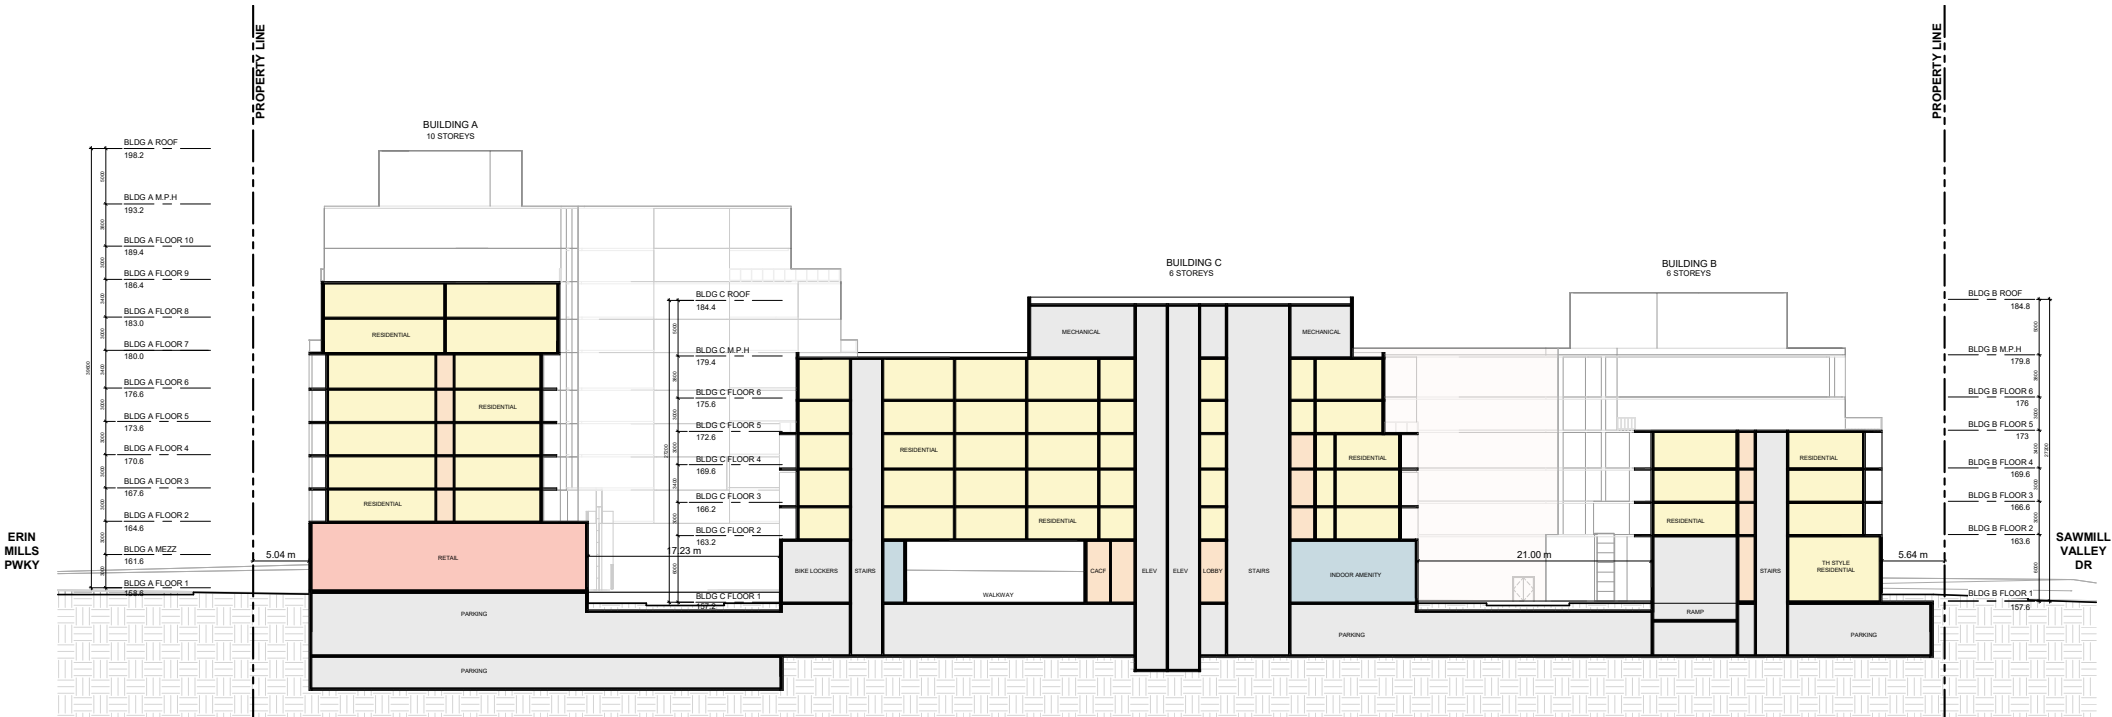 PROPERTY LINE
PROPERTY LINE
BUILDING A
10 STOREYS
BLDG A ROOF
198.2
BLDG A M.P.H
193.2
BLDG A FLOOR 10
189.4
BLDG A FLOOR 9
186.4
BLDG A FLOOR 8
183.0
BLDG A FLOOR 7
180.0
BLDG A FLOOR 6
176.6
BLDG A FLOOR 5
173.6
BLDG A FLOOR 4
170.6
BLDG A FLOOR 3
167.6
BLDG A FLOOR 2
164.6
BLDG A MEZZ
161.6
BLDG A FLOOR 1
158.6
ERIN
MILLS
PWKY
5.04 m
RESIDENTIAL
RESIDENTIAL
RESIDENTIAL
RETAIL
PARKING
PARKING
17.23 m
BLDG C ROOF
184.4
BLDG C M.P.H
179.4
BLDG C FLOOR 6
175.6
BLDG C FLOOR 5
172.6
BLDG C FLOOR 4
169.6
BLDG C FLOOR 3
166.2
BLDG C FLOOR 2
163.2
BLDG C FLOOR 1
157.2
BUILDING C
6 STOREYS
MECHANICAL
MECHANICAL
RESIDENTIAL
RESIDENTIAL
RESIDENTIAL
BIKE LOCKERS
STAIRS
WALKWAY
CACF
ELEV
ELEV
LOBBY
STAIRS
INDOOR AMENITY
PARKING
21.00 m
BUILDING B
6 STOREYS
RESIDENTIAL
RESIDENTIAL
STAIRS
TH STYLE
RESIDENTIAL
RAMP
PARKING
5.64 m
BLDG B ROOF
184.8
BLDG B M.P.H
179.8
BLDG B FLOOR 6
176
BLDG B FLOOR 5
173
BLDG B FLOOR 4
169.6
BLDG B FLOOR 3
166.6
BLDG B FLOOR 2
163.6
BLDG B FLOOR 1
157.6
SAWMILL
VALLEY
DR